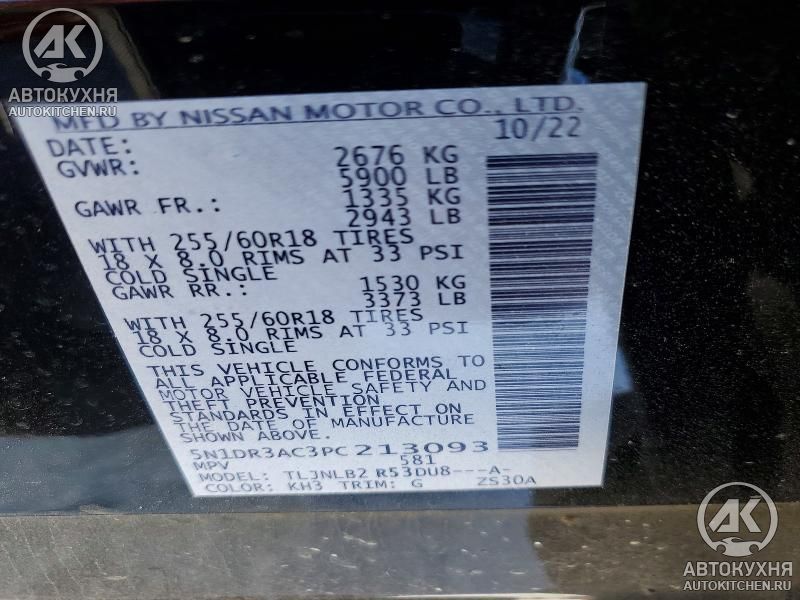 AK
АВТОКУХНЯ
AUTOKITCHEN.RU
MFD BY NISSAN MOTOR CO., LTD.
DATE: 10/22
GVWR: 2676 KG
5900 LB
GAWR FR.: 1335 KG
2943 LB
WITH 255/60R18 TIRES
18 X 8.0 RIMS AT 33 PSI
COLD SINGLE
GAWR RR.: 1530 KG
3373 LB
WITH 255/60R18 TIRES
18 X 8.0 RIMS AT 33 PSI
COLD SINGLE
THIS VEHICLE CONFORMS TO
ALL APPLICABLE FEDERAL
MOTOR VEHICLE SAFETY AND
THEFT PREVENTION
STANDARDS IN EFFECT ON
THE DATE OF MANUFACTURE
SHOWN ABOVE.
5N1DR3AC3PC213093
MPV 581
MODEL: TLJNLB2 R53DU8---A-
COLOR: KH3 TRIM: G ZS30A
AK
АВТОКУХНЯ
AUTOKITCHEN.RU